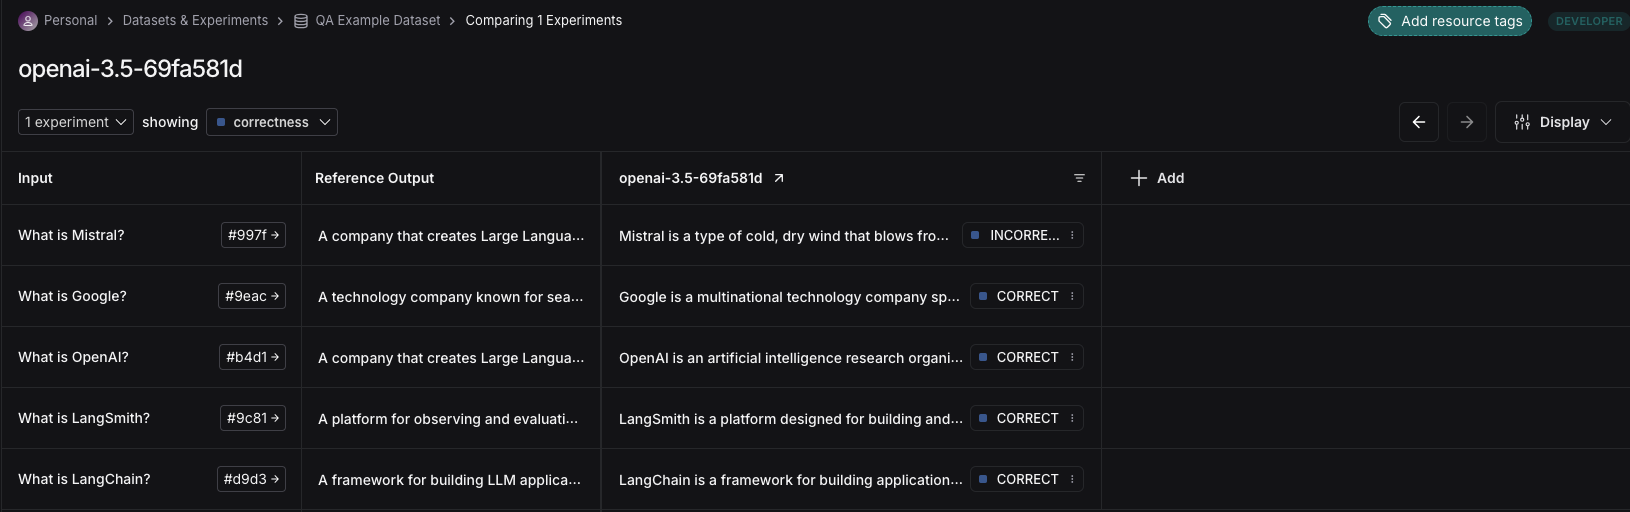 Personal > Datasets & Experiments > QA Example Dataset > Comparing 1 Experiments
Add resource tags
DEVELOPER
openai-3.5-69fa581d
1 experiment showing correctness
Display
Input Reference Output openai-3.5-69fa581d Add
What is Mistral? #997f → A company that creates Large Langua... Mistral is a type of cold, dry wind that blows fro... INCORRE...
What is Google? #9eac → A technology company known for sea... Google is a multinational technology company sp... CORRECT
What is OpenAI? #b4d1 → A company that creates Large Langua... OpenAI is an artificial intelligence research organi... CORRECT
What is LangSmith? #9c81 → A platform for observing and evaluati... LangSmith is a platform designed for building and... CORRECT
What is LangChain? #d9d3 → A framework for building LLM applica... LangChain is a framework for building application... CORRECT